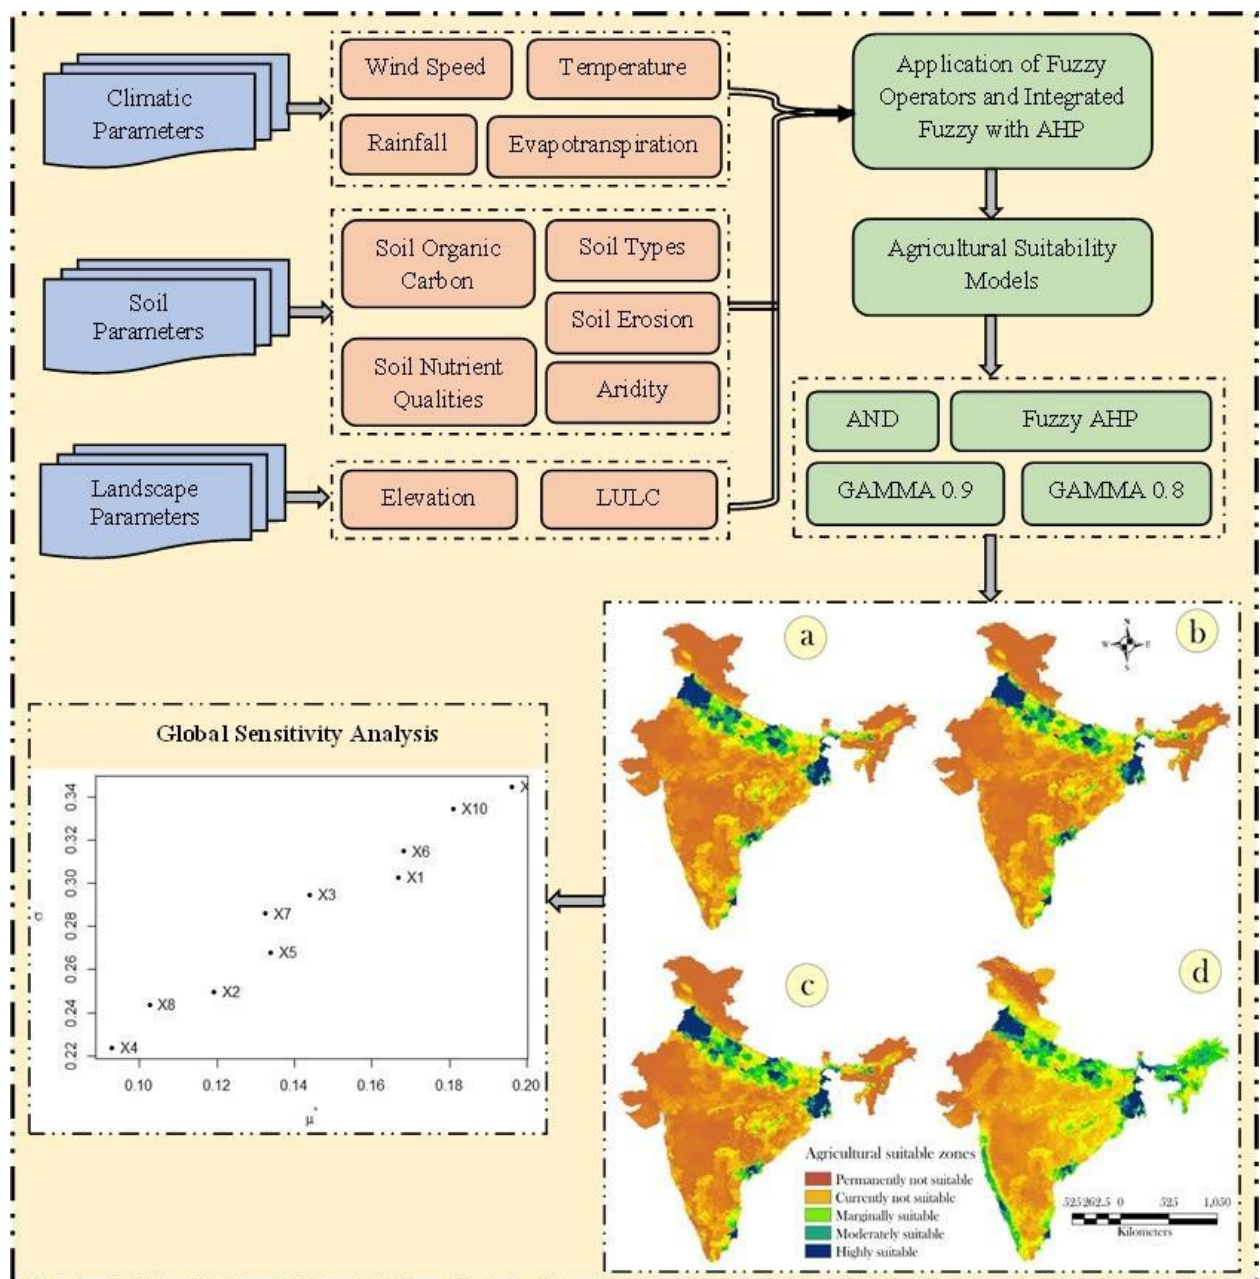 Climatic
Parameters
Wind Speed
Temperature
Rainfall
Evapotranspiration
Application of Fuzzy
Operators and Integrated
Fuzzy with AHP
Soil
Parameters
Soil Organic
Carbon
Soil Types
Soil Erosion
Soil Nutrient
Qualities
Aridity
Agricultural Suitability
Models
Landscape
Parameters
Elevation
LULC
AND
Fuzzy AHP
GAMMA 0.9
GAMMA 0.8
Global Sensitivity Analysis
0.34
0.32
0.30
0.28
0.26
0.24
0.22
σ
X
X10
X6
X1
X3
X7
X5
X2
X8
X4
0.10
0.12
0.14
0.16
0.18
0.20
μ*
a
b
N
W
E
S
c
d
Agricultural suitable zones
Permanently not suitable
Currently not suitable
Marginally suitable
Moderately suitable
Highly suitable
525262.5 0 525 1,050
Kilometers